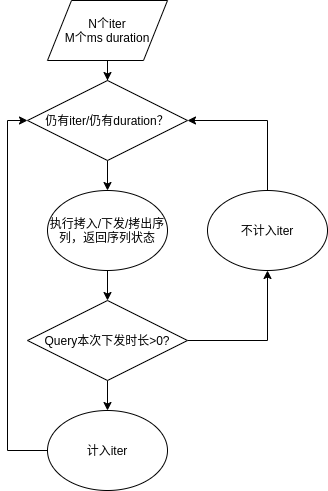 N个iter
M个ms duration
仍有iter/仍有duration?
执行拷入/下发/拷出序
列，返回序列状态
不计入iter
Query本次下发时长>0?
计入iter